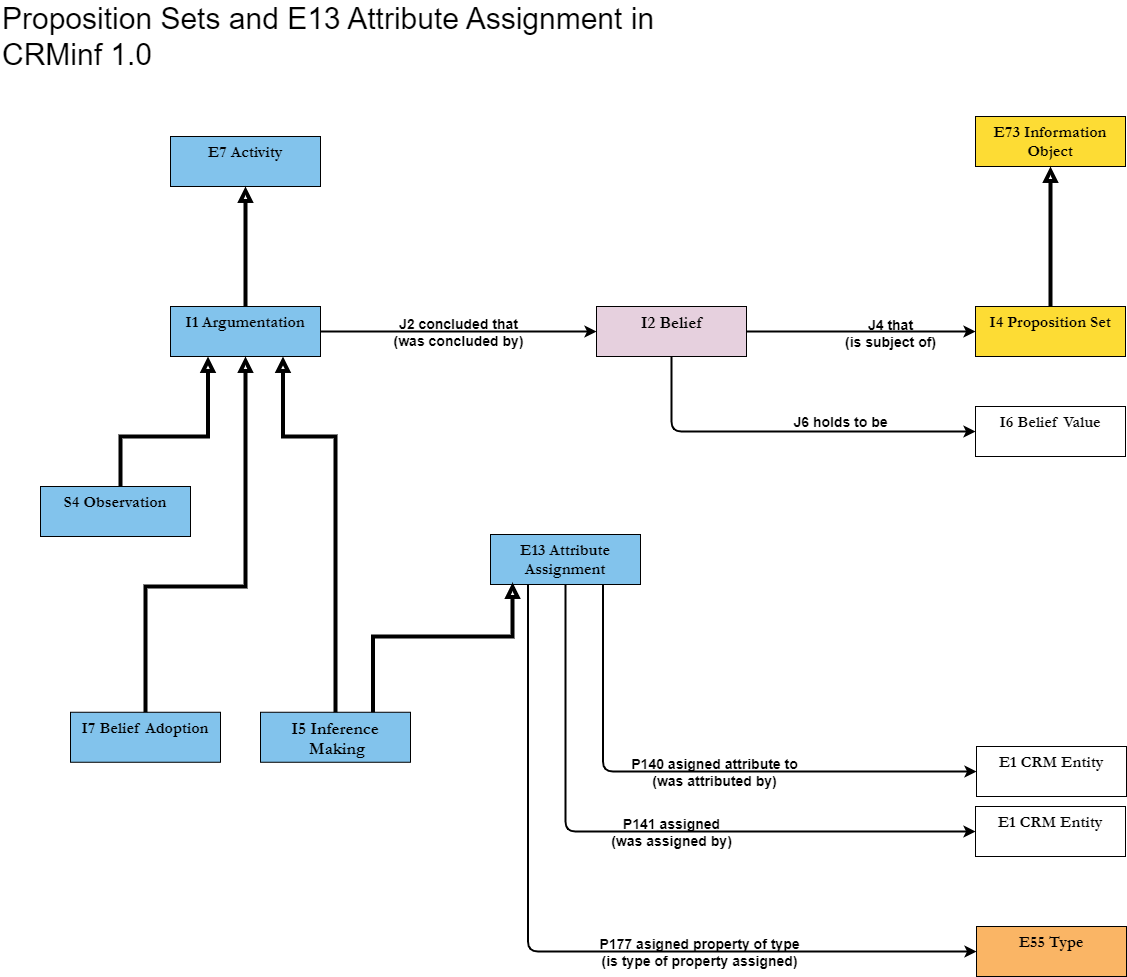 Proposition Sets and E13 Attribute Assignment in
CRMinf 1.0
E7 Activity
E73 Information
Object
I1 Argumentation
J2 concluded that
(was concluded by)
I2 Belief
J4 that
(is subject of)
I4 Proposition Set
J6 holds to be
I6 Belief Value
S4 Observation
E13 Attribute
Assignment
I7 Belief Adoption
I5 Inference
Making
P140 asigned attribute to
(was attributed by)
E1 CRM Entity
P141 assigned
(was assigned by)
E1 CRM Entity
P177 asigned property of type
(is type of property assigned)
E55 Type